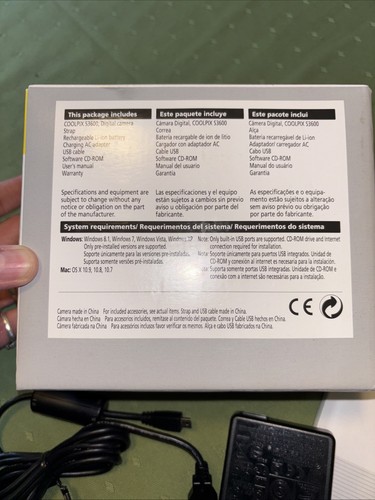 This package includes
COOLPIX S3600, Digital camera
Strap
Rechargeable Li-ion battery
Charging AC adapter
USB cable
Software CD-ROM
User's manual
Warranty
Specifications and equipment are
subject to change without any
notice or obligation on the part
of the manufacturer.
Este paquete incluye
Cámara Digital, COOLPIX S3600
Correa
Batería recargable de ion de litio
Cargador con adaptador AC
Cable USB
Software CD-ROM
Manual del usuario
Garantía
Las especificaciones y el equipo
están sujetos a cambios sin previo
aviso u obligación por parte del
fabricante.
Este pacote inclui
Câmera Digital, COOLPIX S3600
Alça
Bateria recarregável de Li-ion
Adaptador/ carregador AC
Cabo USB
Software CD-ROM
Manual do usuário
Garantia
As especificações e o equipa-
mento estão sujeitos a alteração
sem aviso prévio ou obrigação
por parte do fabricante.
System requirements/ Requerimentos del sistema/ Requerimentos do sistema
Windows: Windows 8.1, Windows 7, Windows Vista, Windows XP
Only pre-installed versions are supported.
Soporte únicamente para las versiones pre-instaladas.
Suporta somente versões pré-instaladas.
Mac: OS X 10.9, 10.8, 10.7
Note: Only built-in USB ports are supported. CD-ROM drive and Internet
connection required for installation.
Nota: Soporte únicamente para puertos USB integrados. Unidad de
CD-ROM y conexión al internet es necesaria para la instalación.
Nota: Suporta somente portas USB integradas. Unidade de CD-ROM e
conexão com a internet são necessárias para a instalação.
Camera made in China For included accessories, see actual items. Strap and USB cable made in China.
Cámara hecha en China Para accesorios incluidos, remitase al contenido del paquete. Correa y Cable USB hechos en China.
Câmera fabricada na China Para acessórios inclusos favor verificar os mesmos. Alça e cabo USB fabricados na China.
CE